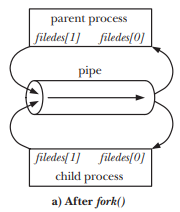 parent process
filedes[1] filedes[0]
pipe
filedes[1] filedes[0]
child process
a) After fork()